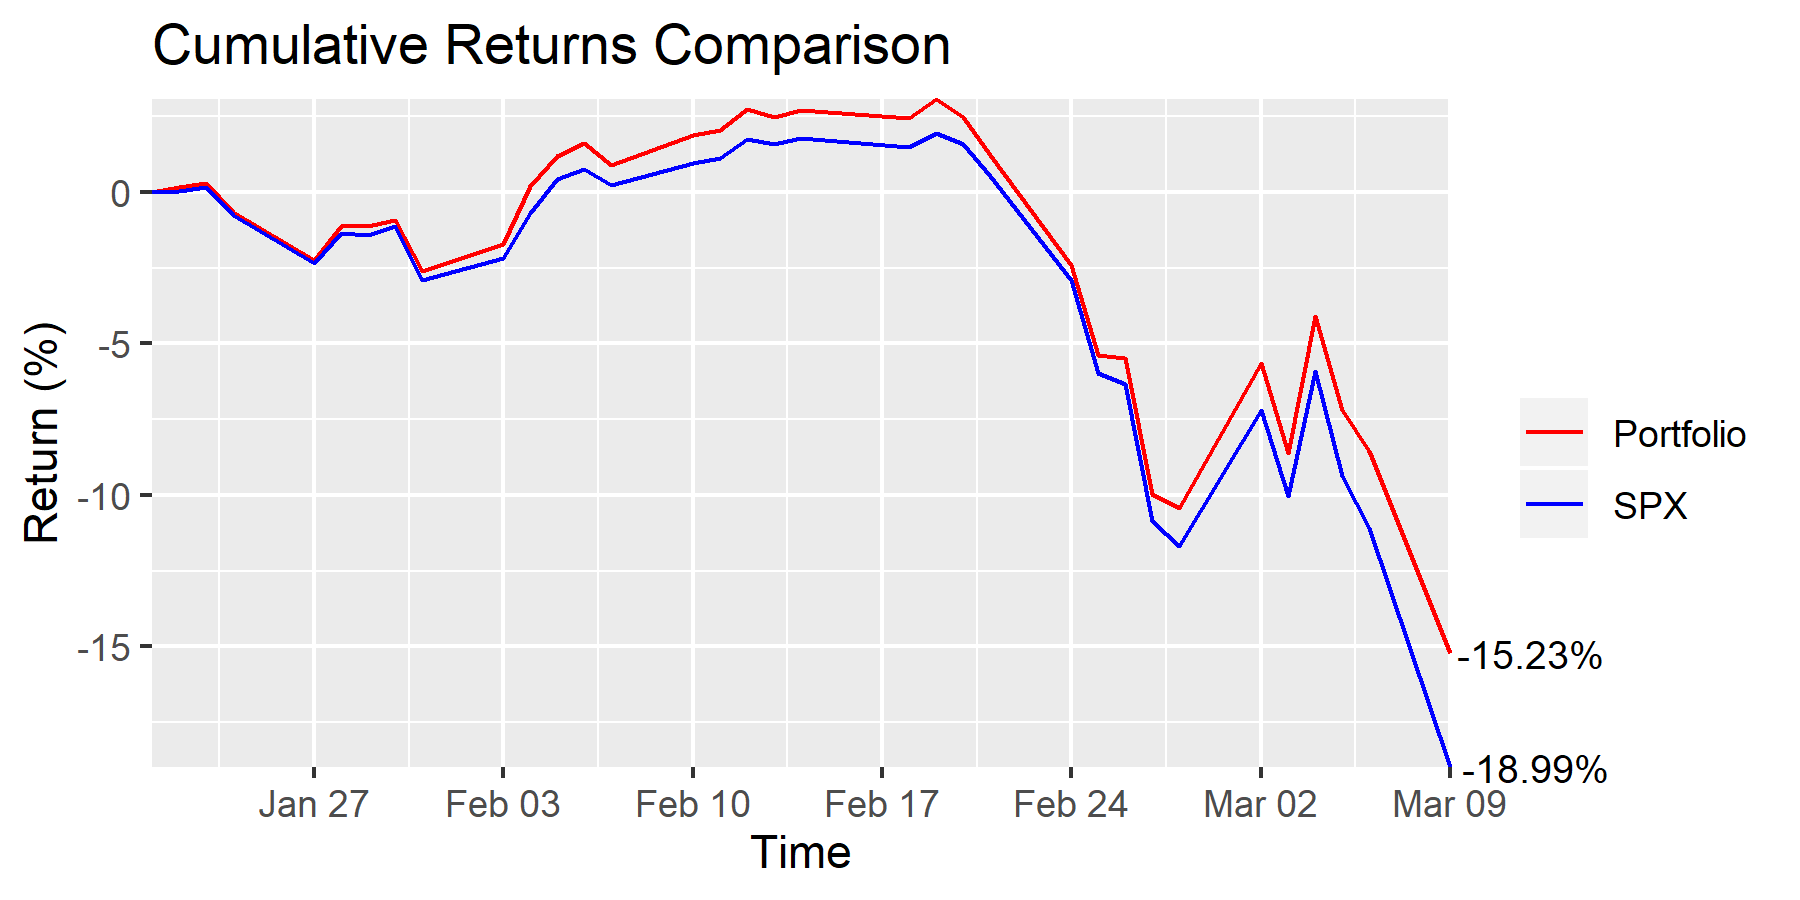 Cumulative Returns Comparison
Return (%)
0
-5
-10
-15
Portfolio
SPX
-15.23%
-18.99%
Jan 27 Feb 03 Feb 10 Feb 17 Feb 24 Mar 02 Mar 09
Time